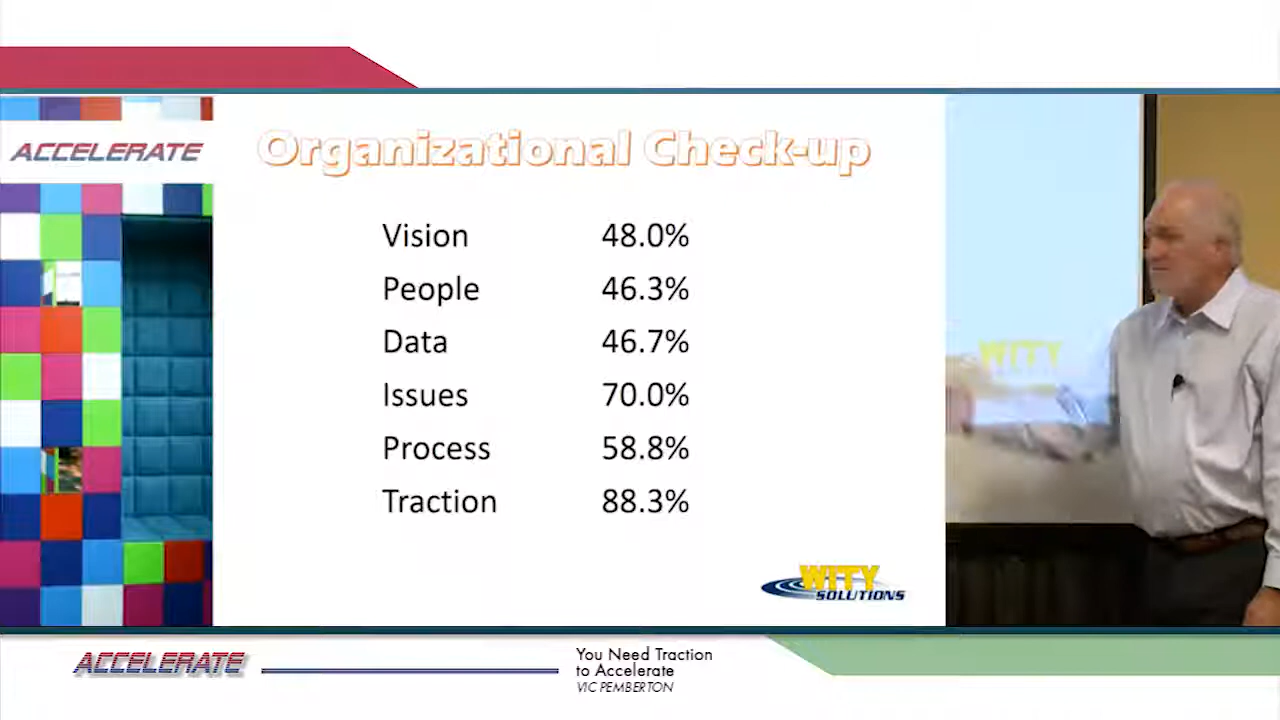 ACCELERATE
Organizational Check-up
Vision 48.0%
People 46.3%
Data 46.7%
Issues 70.0%
Process 58.8%
Traction 88.3%
WITY
WITY
SOLUTIONS
ACCELERATE
You Need Traction
to Accelerate
VIC PEMBERTON